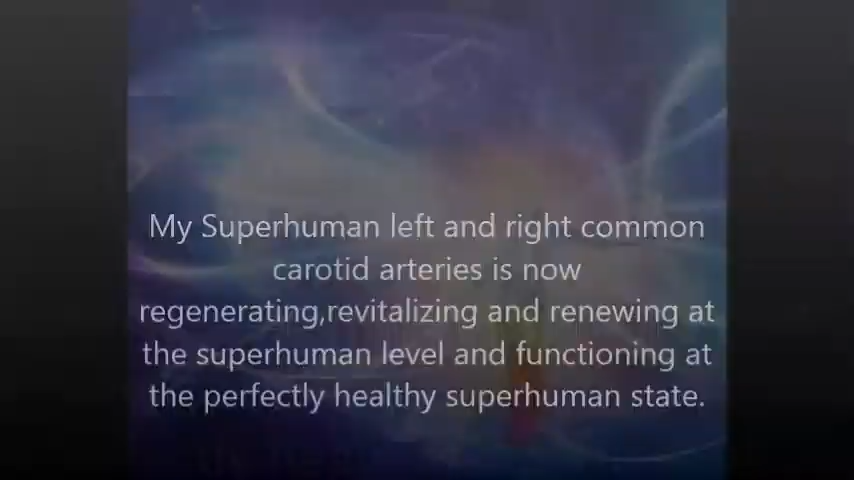 My Superhuman left and right common
carotid arteries is now
regenerating,revitalizing and renewing at
the superhuman level and functioning at
the perfectly healthy superhuman state.